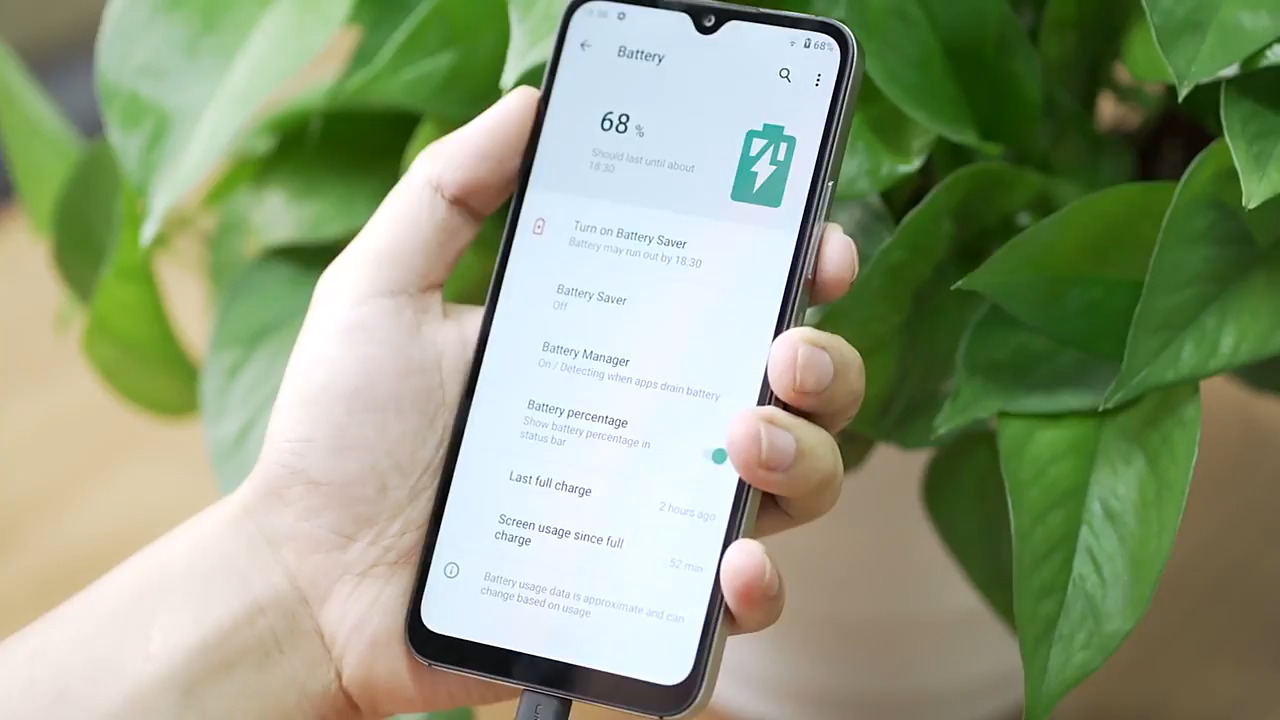 68%
Battery
68 %
Should last until about
18:30
Turn on Battery Saver
Battery may run out by 18:30
Battery Saver
Off
Battery Manager
On / Detecting when apps drain battery
Battery percentage
Show battery percentage in
status bar
Last full charge
2 hours ago
Screen usage since full
charge
52 min
Battery usage data is approximate and can
change based on usage